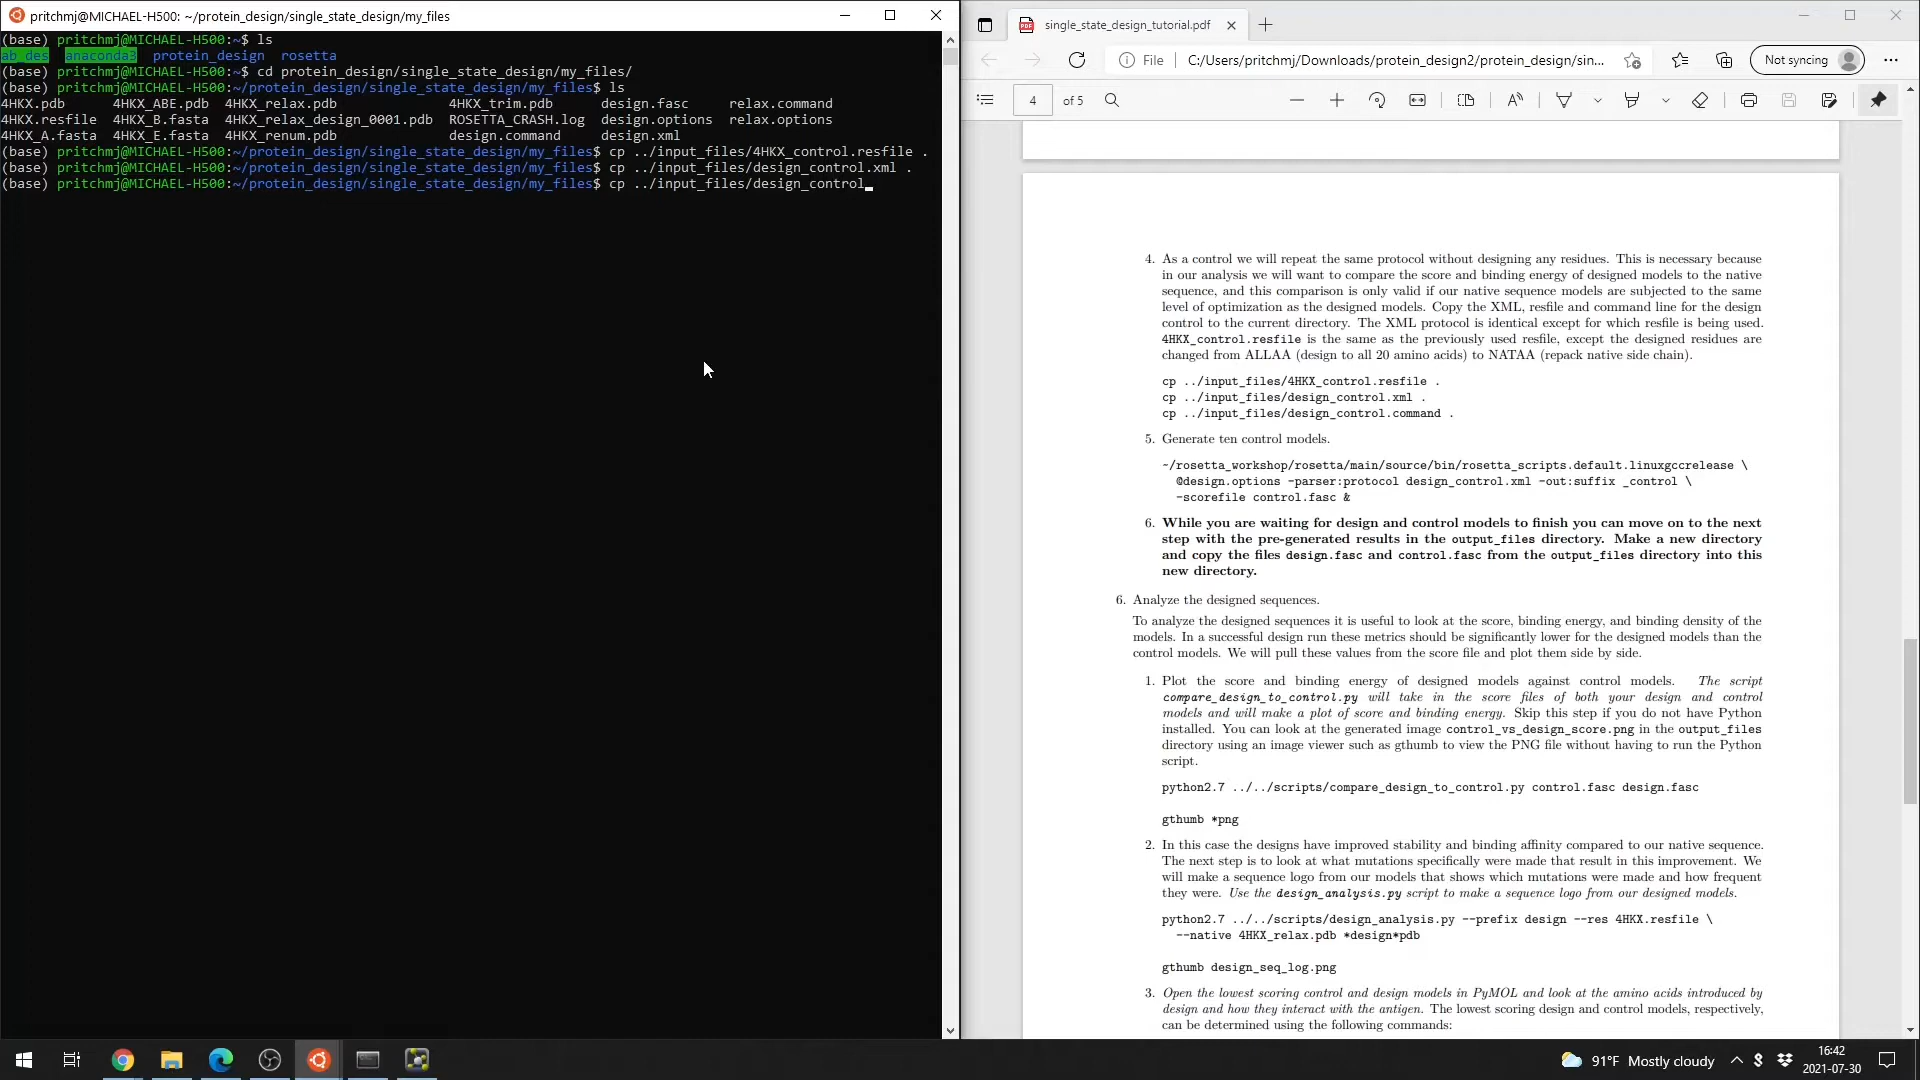 pritchmj@MICHAEL-H500: ~/protein_design/single_state_design/my_files
(base) pritchmj@MICHAEL-H500:~$ ls
ab_des  anaconda3  protein_design  rosetta
(base) pritchmj@MICHAEL-H500:~$ cd protein_design/single_state_design/my_files/
(base) pritchmj@MICHAEL-H500:~/protein_design/single_state_design/my_files$ ls
4HKX.pdb      4HKX_ABE.pdb  4HKX_relax.pdb              4HKX_trim.pdb      design.fasc     relax.command
4HKX.resfile  4HKX_B.fasta  4HKX_relax_design_0001.pdb  ROSETTA_CRASH.log  design.options  relax.options
4HKX_A.fasta  4HKX_E.fasta  4HKX_renum.pdb              design.command     design.xml
(base) pritchmj@MICHAEL-H500:~/protein_design/single_state_design/my_files$ cp ../input_files/4HKX_control.resfile .
(base) pritchmj@MICHAEL-H500:~/protein_design/single_state_design/my_files$ cp ../input_files/design_control.xml .
(base) pritchmj@MICHAEL-H500:~/protein_design/single_state_design/my_files$ cp ../input_files/design_control
single_state_design_tutorial.pdf
File C:/Users/pritchmj/Downloads/protein_design2/protein_design/sin...
Not syncing
4 of 5
4. As a control we will repeat the same protocol without designing any residues. This is necessary because
in our analysis we will want to compare the score and binding energy of designed models to the native
sequence, and this comparison is only valid if our native sequence models are subjected to the same
level of optimization as the designed models. Copy the XML, resfile and command line for the design
control to the current directory. The XML protocol is identical except for which resfile is being used.
4HKX_control.resfile is the same as the previously used resfile, except the designed residues are
changed from ALLAA (design to all 20 amino acids) to NATAA (repack native side chain).
cp ../input_files/4HKX_control.resfile .
cp ../input_files/design_control.xml .
cp ../input_files/design_control.command .
5. Generate ten control models.
~/rosetta_workshop/rosetta/main/source/bin/rosetta_scripts.default.linuxgccrelease \
@design.options -parser:protocol design_control.xml -out:suffix _control \
-scorefile control.fasc &
6. While you are waiting for design and control models to finish you can move on to the next
step with the pre-generated results in the output_files directory. Make a new directory
and copy the files design.fasc and control.fasc from the output_files directory into this
new directory.
6. Analyze the designed sequences.
To analyze the designed sequences it is useful to look at the score, binding energy, and binding density of the
models. In a successful design run these metrics should be significantly lower for the designed models than the
control models. We will pull these values from the score file and plot them side by side.
1. Plot the score and binding energy of designed models against control models. The script
compare_design_to_control.py will take in the score files of both your design and control
models and will make a plot of score and binding energy. Skip this step if you do not have Python
installed. You can look at the generated image control_vs_design_score.png in the output_files
directory using an image viewer such as gthumb to view the PNG file without having to run the Python
script.
python2.7 ../../scripts/compare_design_to_control.py control.fasc design.fasc
gthumb *png
2. In this case the designs have improved stability and binding affinity compared to our native sequence.
The next step is to look at what mutations specifically were made that result in this improvement. We
will make a sequence logo from our models that shows which mutations were made and how frequent
they were. Use the design_analysis.py script to make a sequence logo from our designed models.
python2.7 ../../scripts/design_analysis.py --prefix design --res 4HKX.resfile \
--native 4HKX_relax.pdb *design*pdb
gthumb design_seq_log.png
3. Open the lowest scoring control and design models in PyMOL and look at the amino acids introduced by
design and how they interact with the antigen. The lowest scoring design and control models, respectively,
can be determined using the following commands:
91°F Mostly cloudy
16:42
2021-07-30